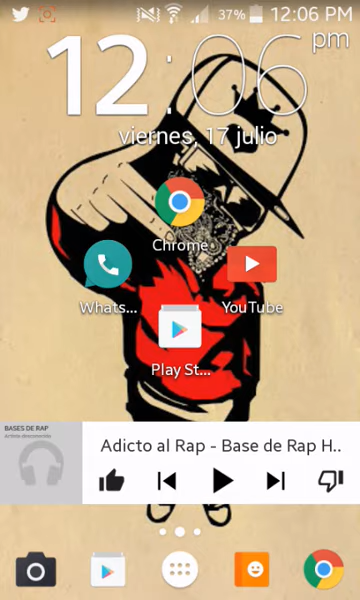 37% 12:06 PM
12:06 pm
viernes, 17 julio
Chrome
Whats...
YouTube
Play St...
BASES DE RAP
Artista desconocido
Adicto al Rap - Base de Rap H..